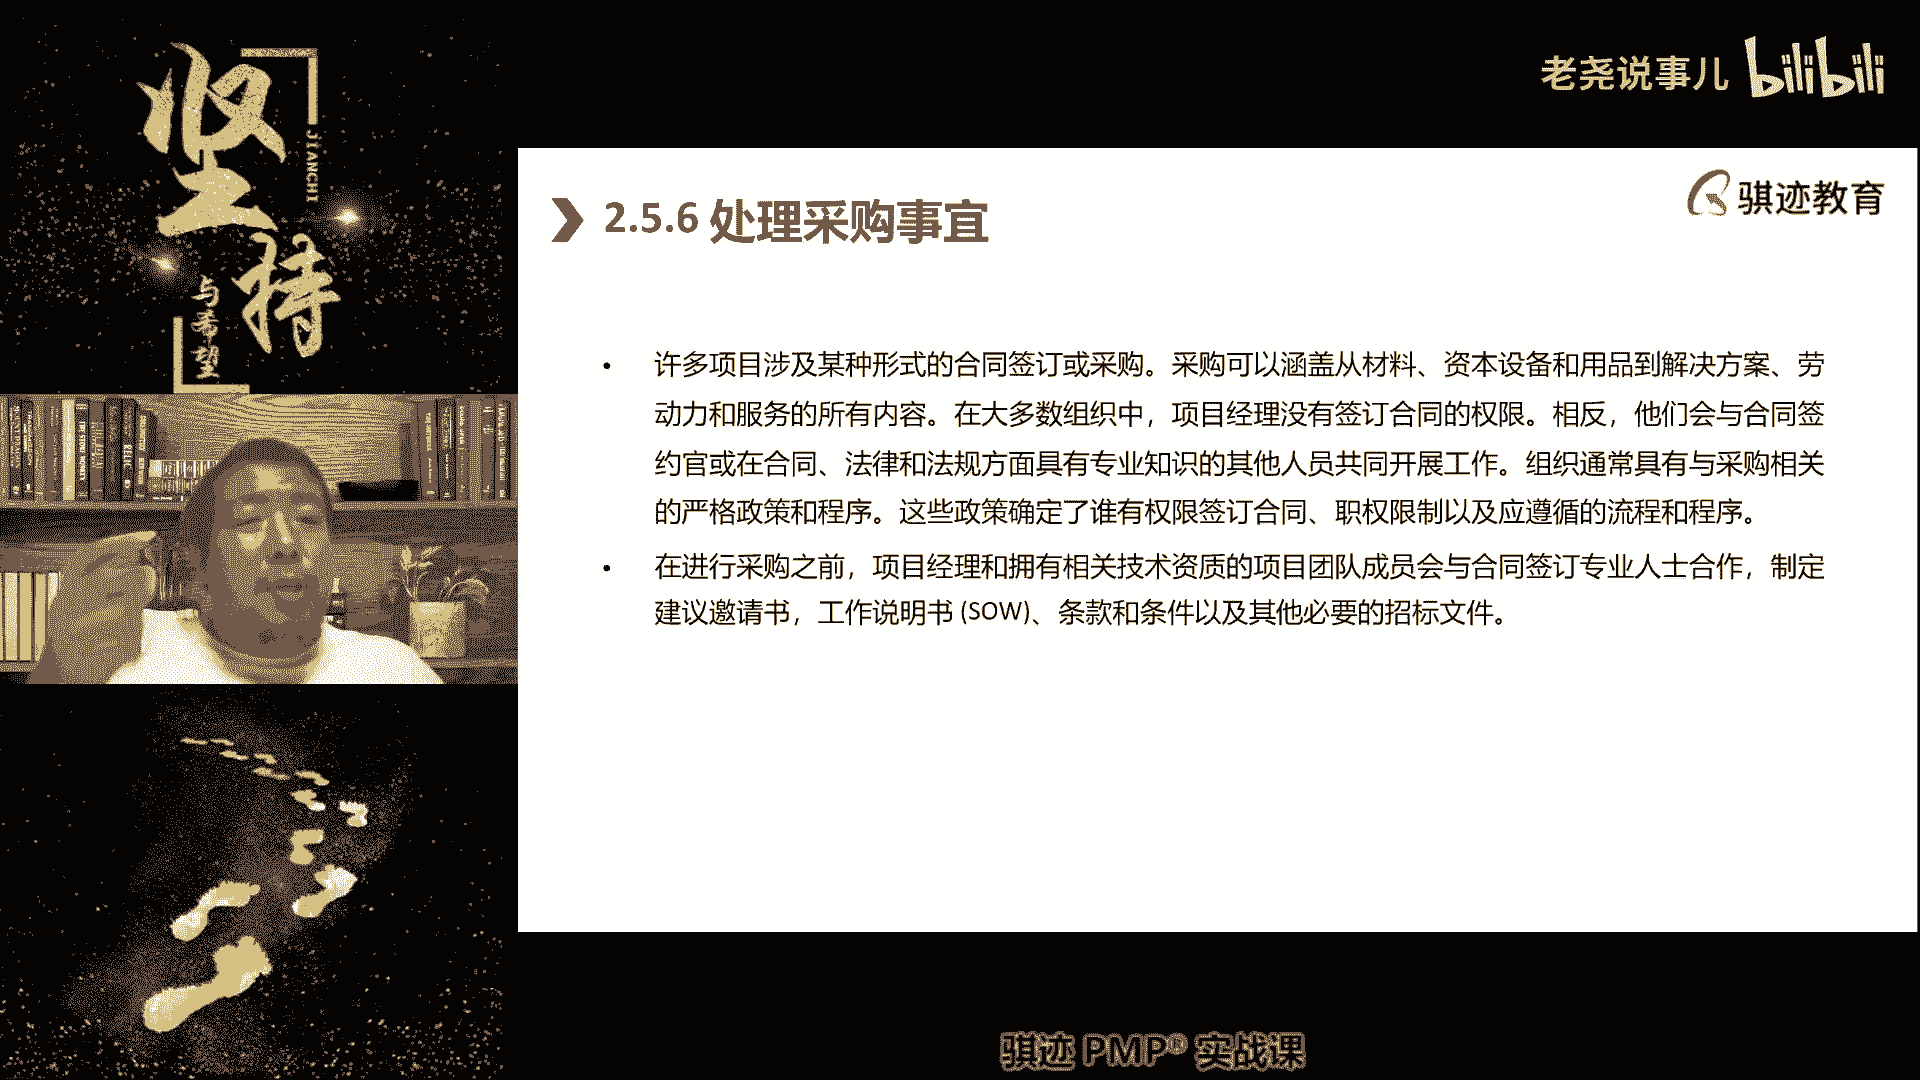 坚持
JIANCHI
与希望
老尧说事儿 bilibili
骐迹教育
2.5.6 处理采购事宜
• 许多项目涉及某种形式的合同签订或采购。采购可以涵盖从材料、资本设备和用品到解决方案、劳
动力和服务的所有内容。在大多数组织中，项目经理没有签订合同的权限。相反，他们会与合同签
约官或在合同、法律和法规方面具有专业知识的其他人员共同开展工作。组织通常具有与采购相关
的严格政策和程序。这些政策确定了谁有权限签订合同、职权限制以及应遵循的流程和程序。
• 在进行采购之前，项目经理和拥有相关技术资质的项目团队成员会与合同签订专业人士合作，制定
建议邀请书，工作说明书 (SOW)、条款和条件以及其他必要的招标文件。
骐迹 PMP® 实战课